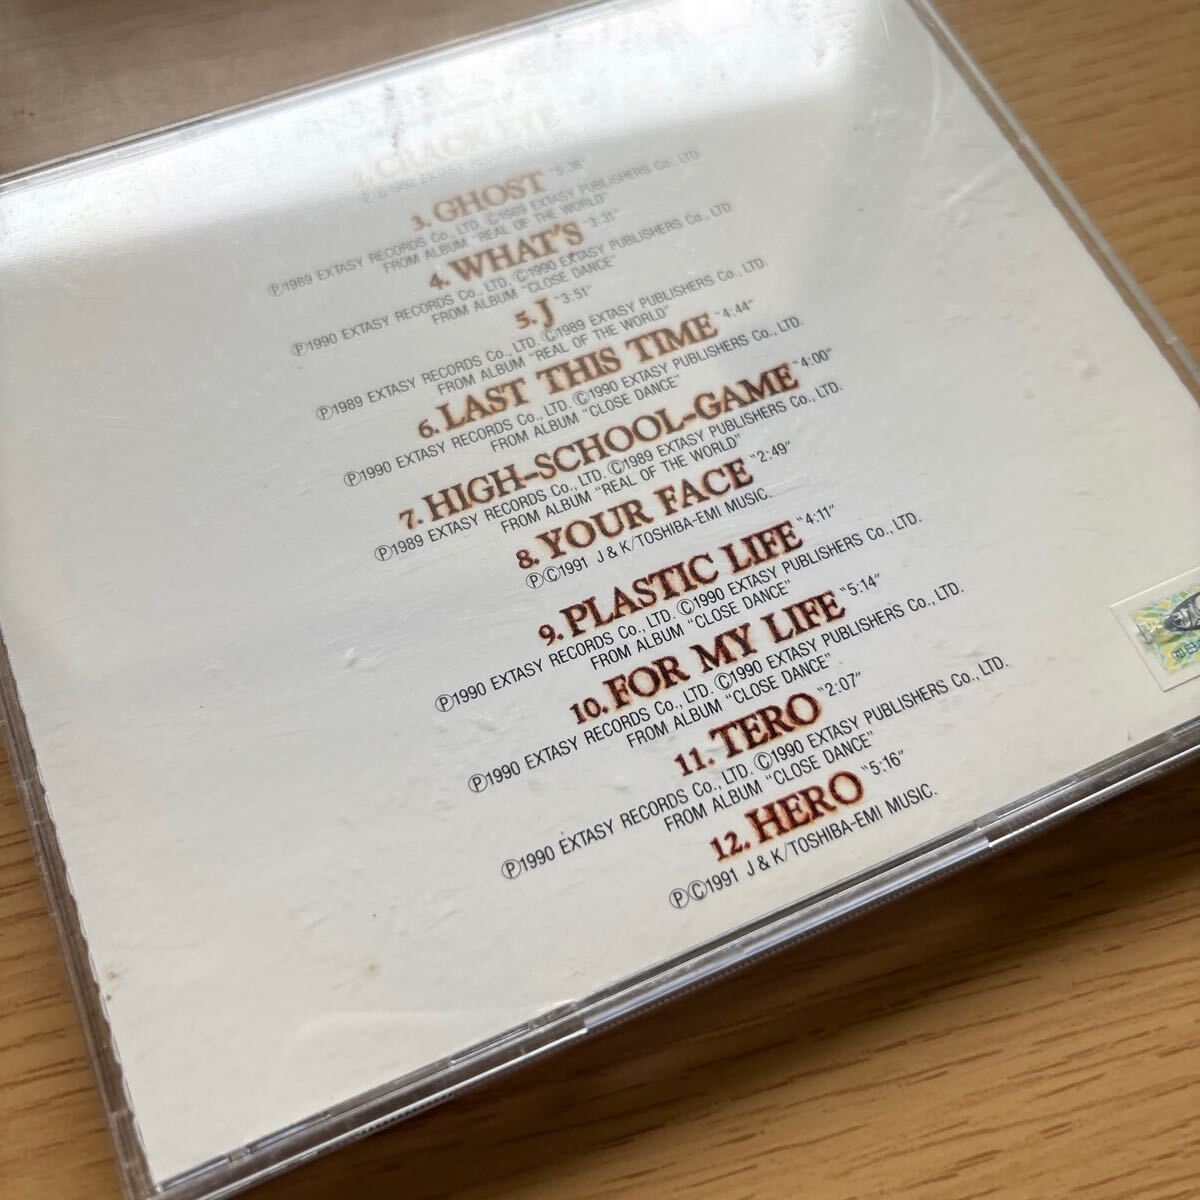 3. GHOST "5:36"
Ⓟ1989 EXTASY RECORDS Co., LTD. Ⓒ1989 EXTASY PUBLISHERS Co., LTD.
FROM ALBUM "REAL OF THE WORLD"
4. WHAT'S "3:31"
Ⓟ1990 EXTASY RECORDS Co., LTD. Ⓒ1990 EXTASY PUBLISHERS Co., LTD.
FROM ALBUM "CLOSE DANCE"
5. J "3:51"
Ⓟ1989 EXTASY RECORDS Co., LTD. Ⓒ1989 EXTASY PUBLISHERS Co., LTD.
FROM ALBUM "REAL OF THE WORLD"
6. LAST THIS TIME "4:44"
Ⓟ1990 EXTASY RECORDS Co., LTD. Ⓒ1990 EXTASY PUBLISHERS Co., LTD.
FROM ALBUM "CLOSE DANCE"
7. HIGH-SCHOOL-GAME "4:00"
Ⓟ1989 EXTASY RECORDS Co., LTD. Ⓒ1989 EXTASY PUBLISHERS Co., LTD.
FROM ALBUM "REAL OF THE WORLD"
8. YOUR FACE "2:49"
ⓅⒸ1991 J & K/TOSHIBA-EMI MUSIC.
9. PLASTIC LIFE "4:11"
Ⓟ1990 EXTASY RECORDS Co., LTD. Ⓒ1990 EXTASY PUBLISHERS Co., LTD.
FROM ALBUM "CLOSE DANCE"
10. FOR MY LIFE "5:14"
Ⓟ1990 EXTASY RECORDS Co., LTD. Ⓒ1990 EXTASY PUBLISHERS Co., LTD.
FROM ALBUM "CLOSE DANCE"
11. TERO "2:07"
Ⓟ1990 EXTASY RECORDS Co., LTD. Ⓒ1990 EXTASY PUBLISHERS Co., LTD.
FROM ALBUM "CLOSE DANCE"
12. HERO "5:16"
ⓅⒸ1991 J & K/TOSHIBA-EMI MUSIC.